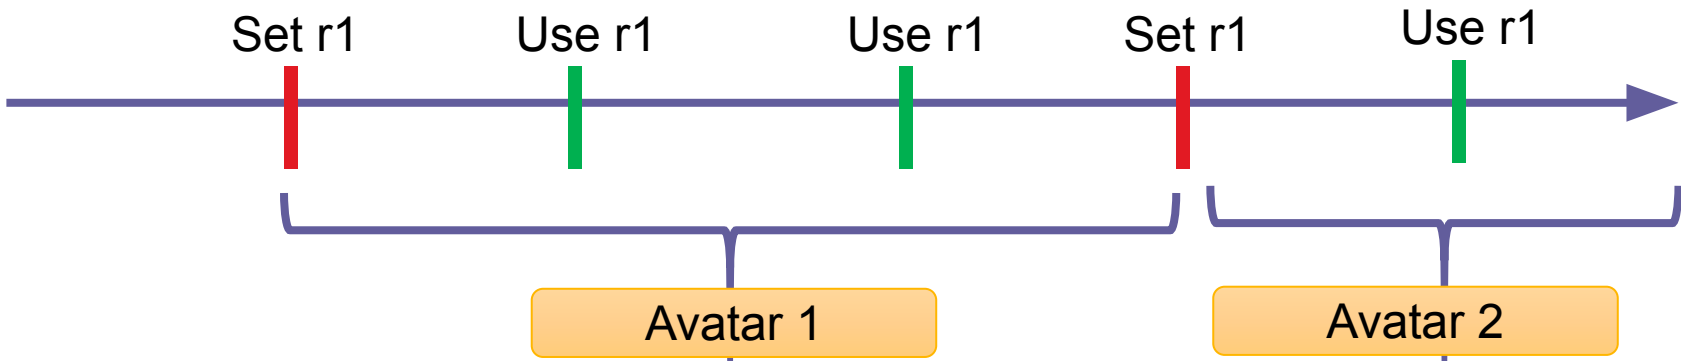 Set r1 Use r1 Use r1 Set r1 Use r1
Avatar 1 Avatar 2